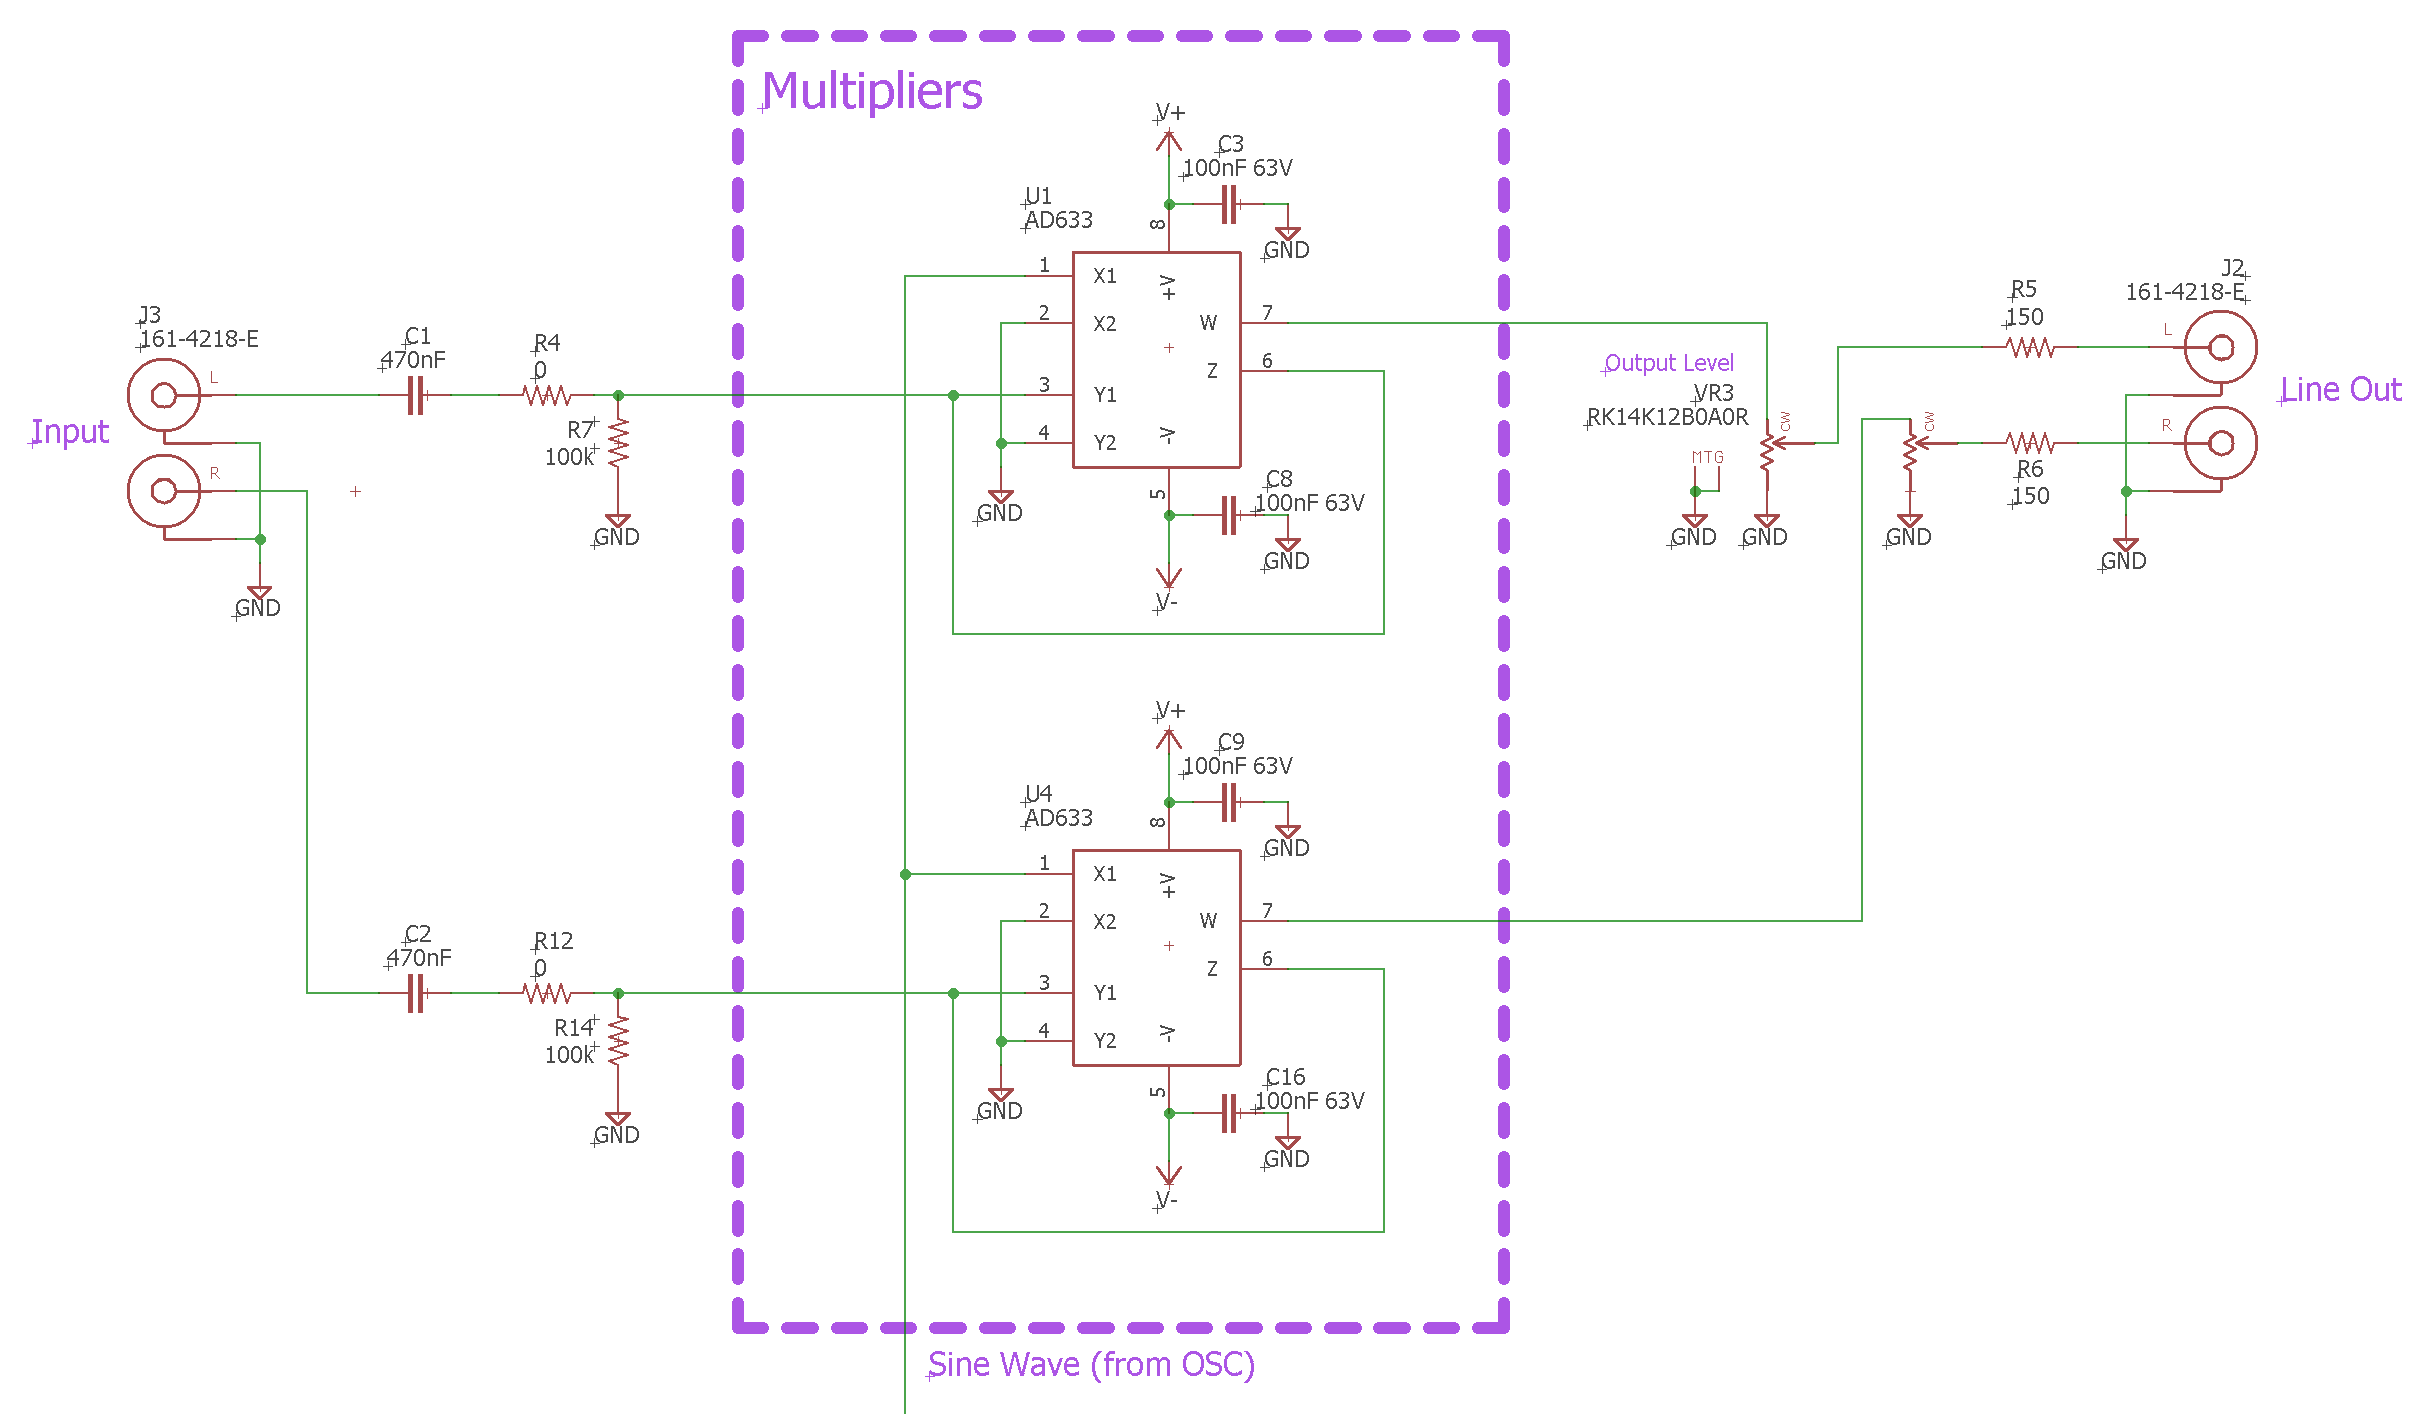 Multipliers
V+
C3
100nF 63V
GND
U1
AD633
8
1
X1
+V
2
X2
W
7
Z
6
3
Y1
4
Y2
-V
GND
5
C8
100nF 63V
GND
V-
J3
161-4218-E
L
Input
R
GND
C1
470nF
R4
0
R7
100k
GND
Output Level
VR3
RK14K12B0A0R
CW
CW
MTG
GND
GND
GND
R5
150
R6
150
J2
161-4218-E
L
R
Line Out
GND
V+
C9
100nF 63V
GND
U4
AD633
8
1
X1
+V
2
X2
W
7
Z
6
3
Y1
4
Y2
-V
GND
5
C16
100nF 63V
GND
V-
C2
470nF
R12
0
R14
100k
GND
Sine Wave (from OSC)